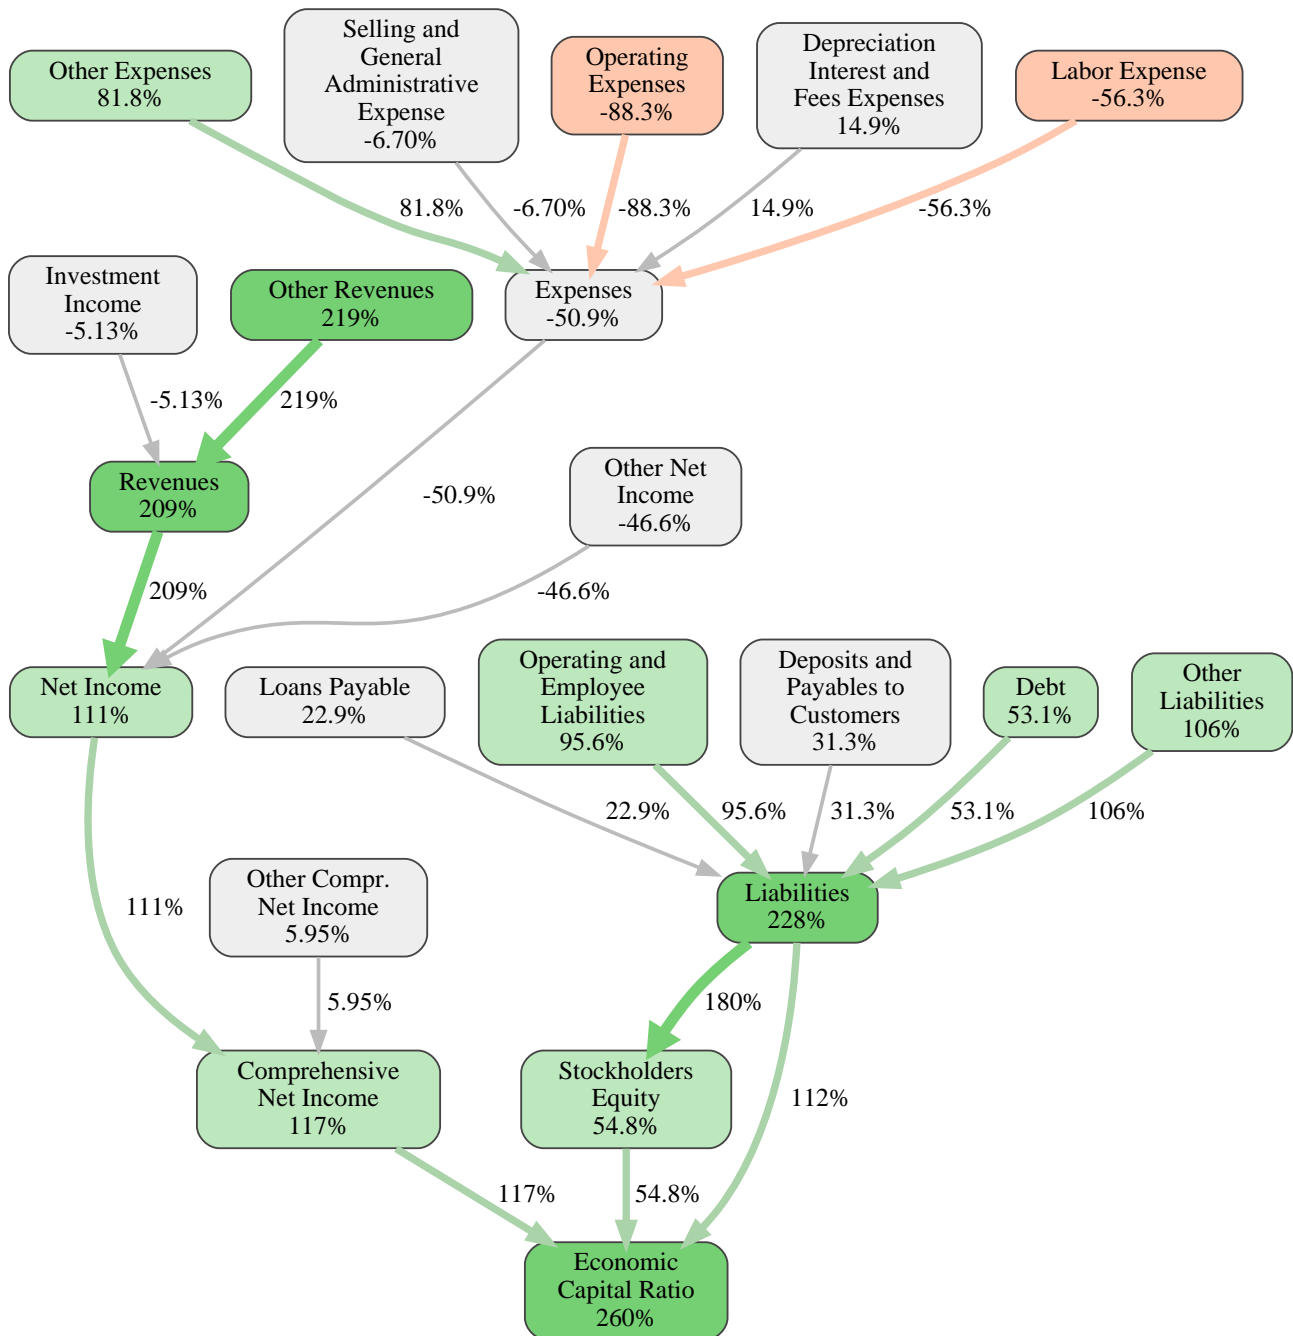 Other Expenses
81.8%
Selling and
General
Administrative
Expense
-6.70%
Operating
Expenses
-88.3%
Depreciation
Interest and
Fees Expenses
14.9%
Labor Expense
-56.3%
81.8%
-6.70%
-88.3%
14.9%
-56.3%
Investment
Income
-5.13%
Other Revenues
219%
Expenses
-50.9%
-5.13%
219%
Revenues
209%
-50.9%
Other Net
Income
-46.6%
209%
-46.6%
Net Income
111%
Loans Payable
22.9%
Operating and
Employee
Liabilities
95.6%
Deposits and
Payables to
Customers
31.3%
Debt
53.1%
Other
Liabilities
106%
22.9%
95.6%
31.3%
53.1%
106%
111%
Other Compr.
Net Income
5.95%
Liabilities
228%
5.95%
180%
112%
Comprehensive
Net Income
117%
Stockholders
Equity
54.8%
117%
54.8%
Economic
Capital Ratio
260%